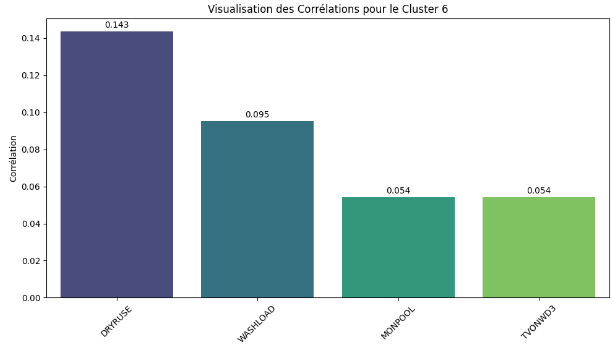 Visualisation des Corrélations pour le Cluster 6
0.143
0.095
0.054
0.054
0.14
0.12
0.10
0.08
0.06
0.04
0.02
0.00
Corrélation
DRYRUSE
WASHLOAD
MONPOOL
TVONWD3